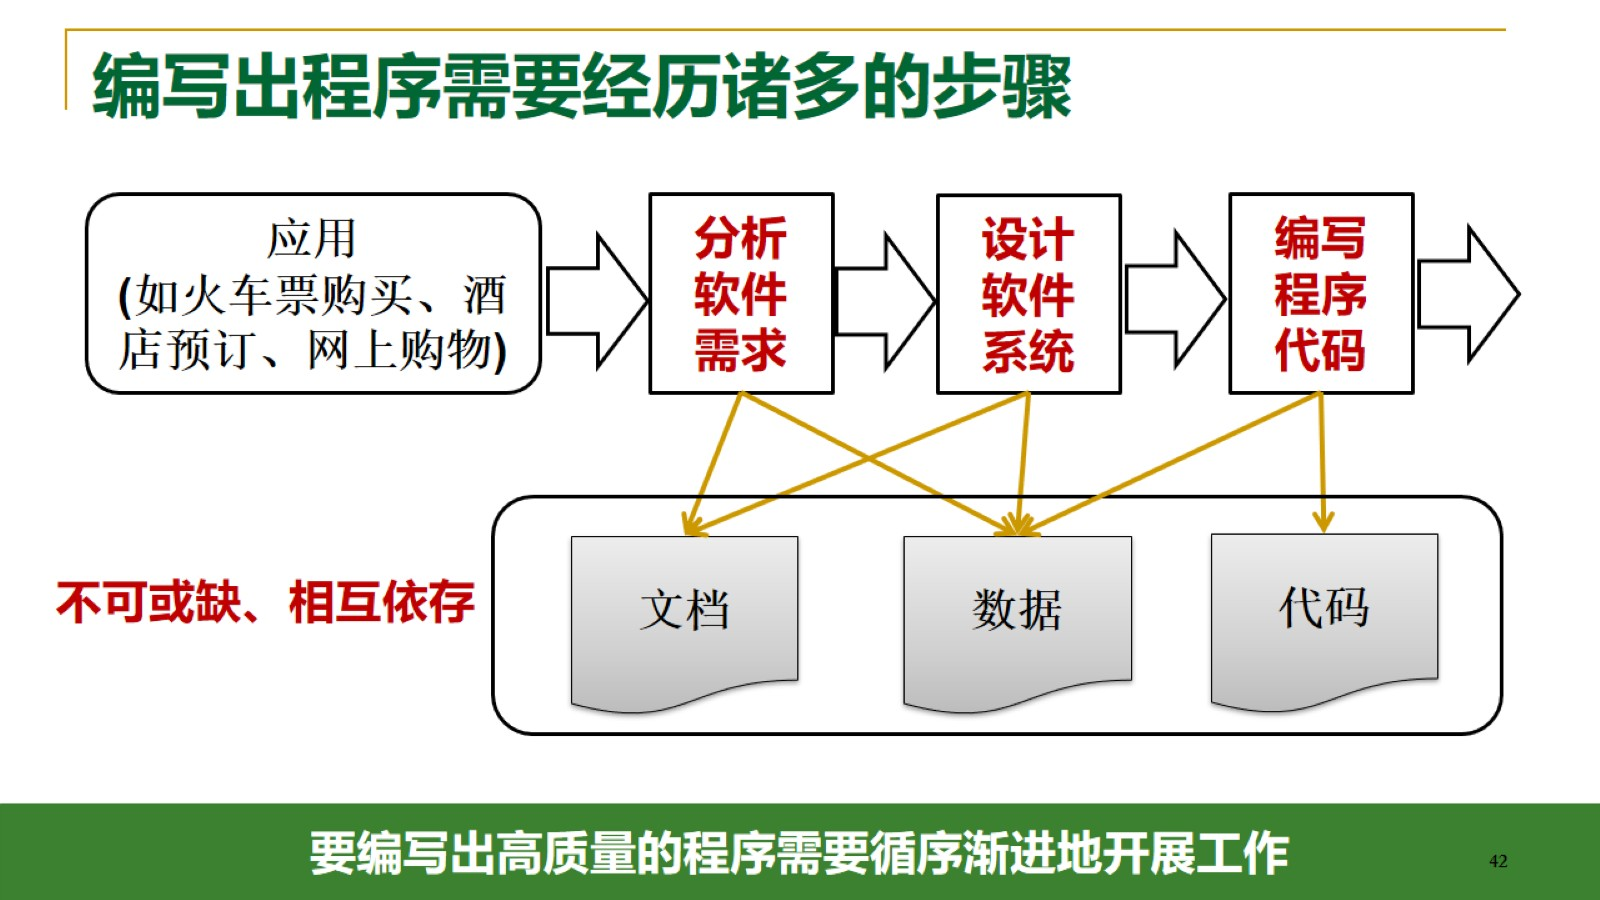 编写出程序需要经历诸多的步骤
应用
(如火车票购买、酒
店预订、网上购物)
分析
软件
需求
设计
软件
系统
编写
程序
代码
不可或缺、相互依存
文档
数据
代码
要编写出高质量的程序需要循序渐进地开展工作
42